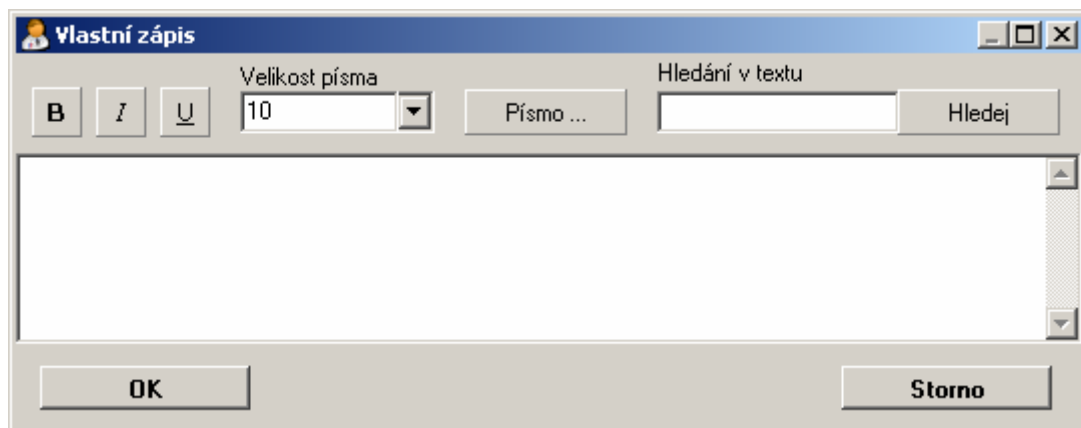 Vlastní zápis
Velikost písma
Hledání v textu
B I U 10 Písmo ... Hledej
OK Storno